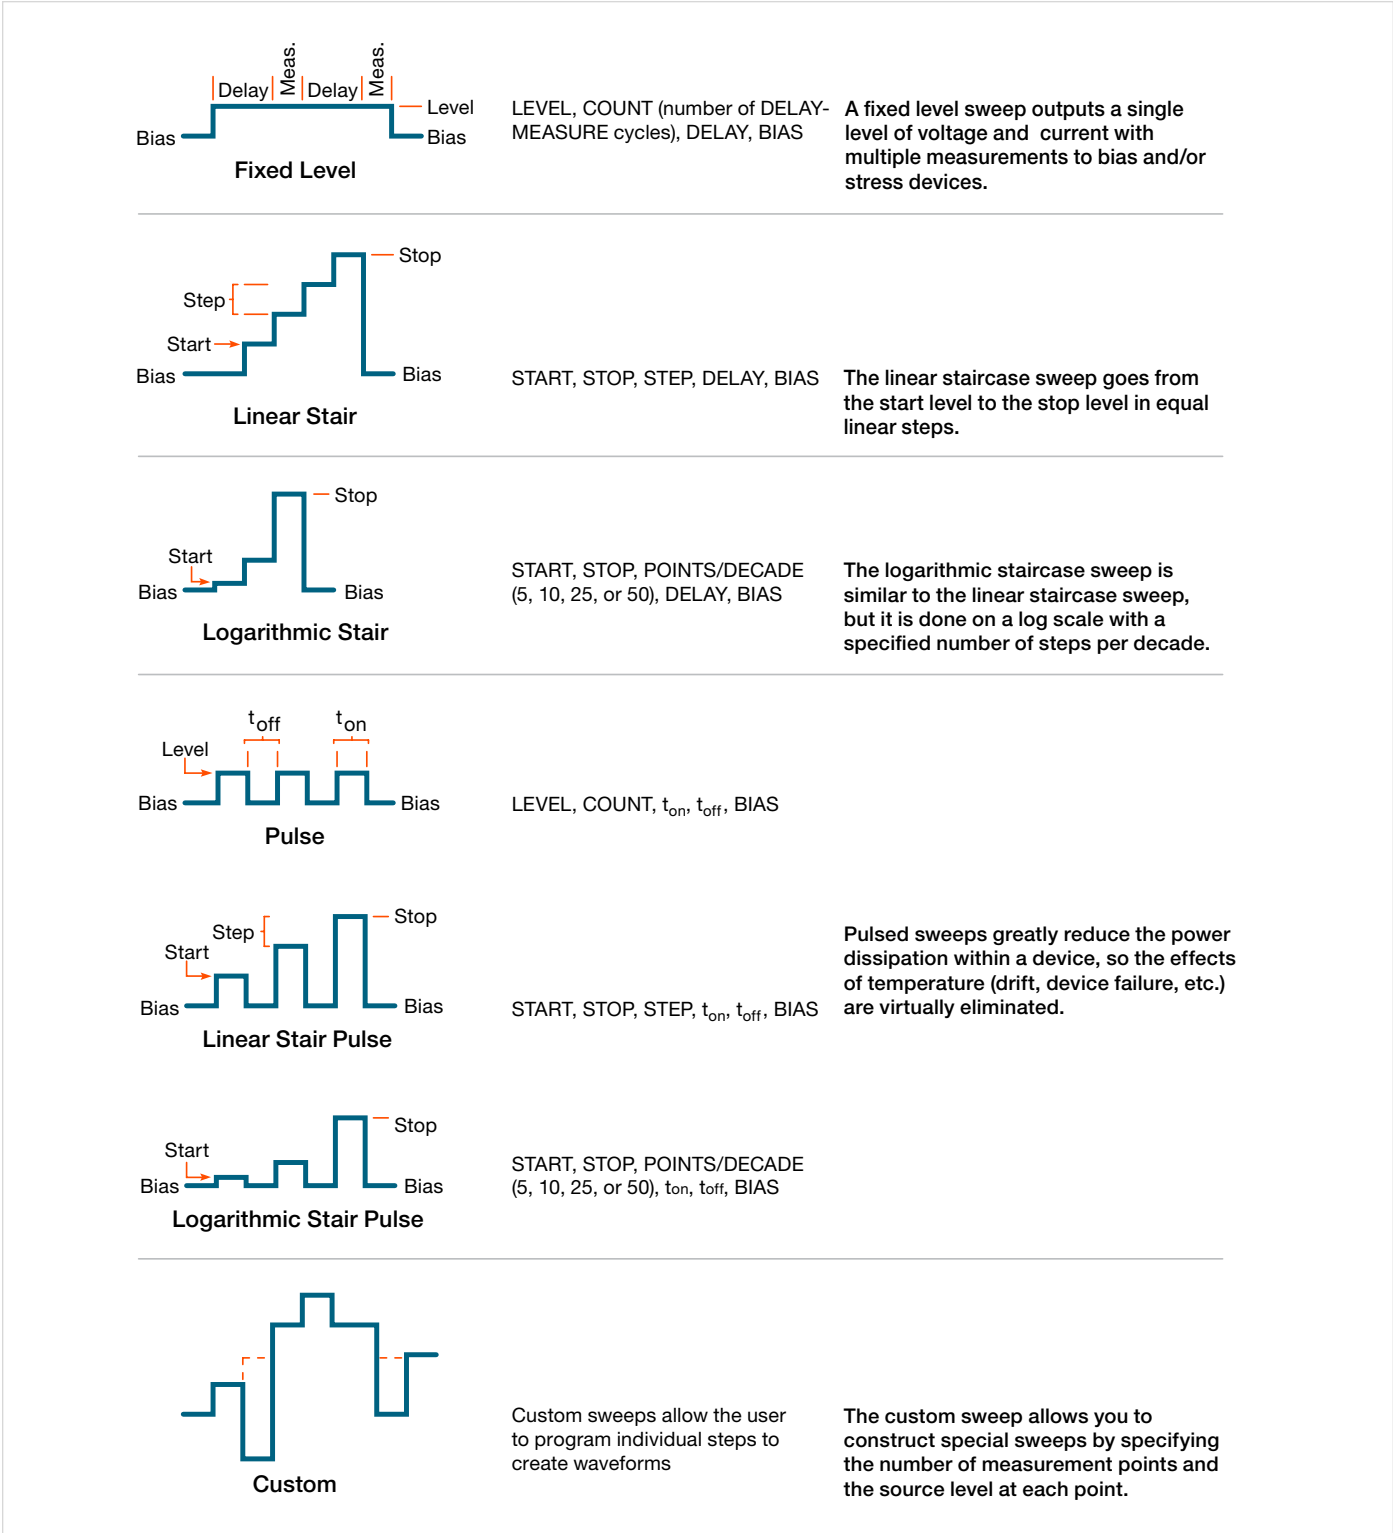 Delay
Meas.
Delay
Meas.
Level
Bias
Bias
Fixed Level
LEVEL, COUNT (number of DELAY-
MEASURE cycles), DELAY, BIAS
A fixed level sweep outputs a single
level of voltage and current with
multiple measurements to bias and/or
stress devices.
Stop
Step
Start
Bias
Bias
Linear Stair
START, STOP, STEP, DELAY, BIAS
The linear staircase sweep goes from
the start level to the stop level in equal
linear steps.
Stop
Start
Bias
Bias
Logarithmic Stair
START, STOP, POINTS/DECADE
(5, 10, 25, or 50), DELAY, BIAS
The logarithmic staircase sweep is
similar to the linear staircase sweep,
but it is done on a log scale with a
specified number of steps per decade.
toff
ton
Level
Bias
Bias
Pulse
LEVEL, COUNT, ton, toff, BIAS
Stop
Step
Start
Bias
Bias
Linear Stair Pulse
START, STOP, STEP, ton, toff, BIAS
Pulsed sweeps greatly reduce the power
dissipation within a device, so the effects
of temperature (drift, device failure, etc.)
are virtually eliminated.
Stop
Start
Bias
Bias
Logarithmic Stair Pulse
START, STOP, POINTS/DECADE
(5, 10, 25, or 50), ton, toff, BIAS
Custom
Custom sweeps allow the user
to program individual steps to
create waveforms
The custom sweep allows you to
construct special sweeps by specifying
the number of measurement points and
the source level at each point.